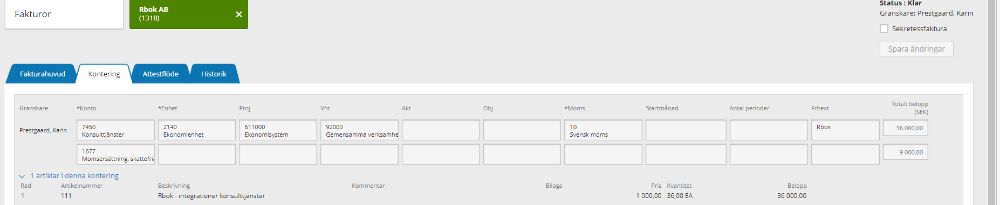 Fakturor
Rbok AB
(1318)
Status : Klar
Granskare: Prestgaard, Karin
Sekretessfaktura
Spara ändringar
Fakturahuvud Kontering Attestflöde Historik
Granskare *Konto *Enhet Proj Vht Akt Obj *Moms Startmånad Antal perioder Fritext Totalt belopp
(SEK)
Prestgaard, Karin 7450 2140 611000 92000 10 Rbok 36 000,00
Konsulttjänster Ekonomienhet Ekonomisystem Gemensamma verksamhe Svensk moms
1677 9 000,00
Momsersättning, skattefria
1 artiklar i denna kontering
Rad Artikelnummer Beskrivning Kommentar Bilaga Pris Kvantitet Belopp
1 111 Rbok - integrationer konsulttjänster 1 000,00 36,00 EA 36 000,00